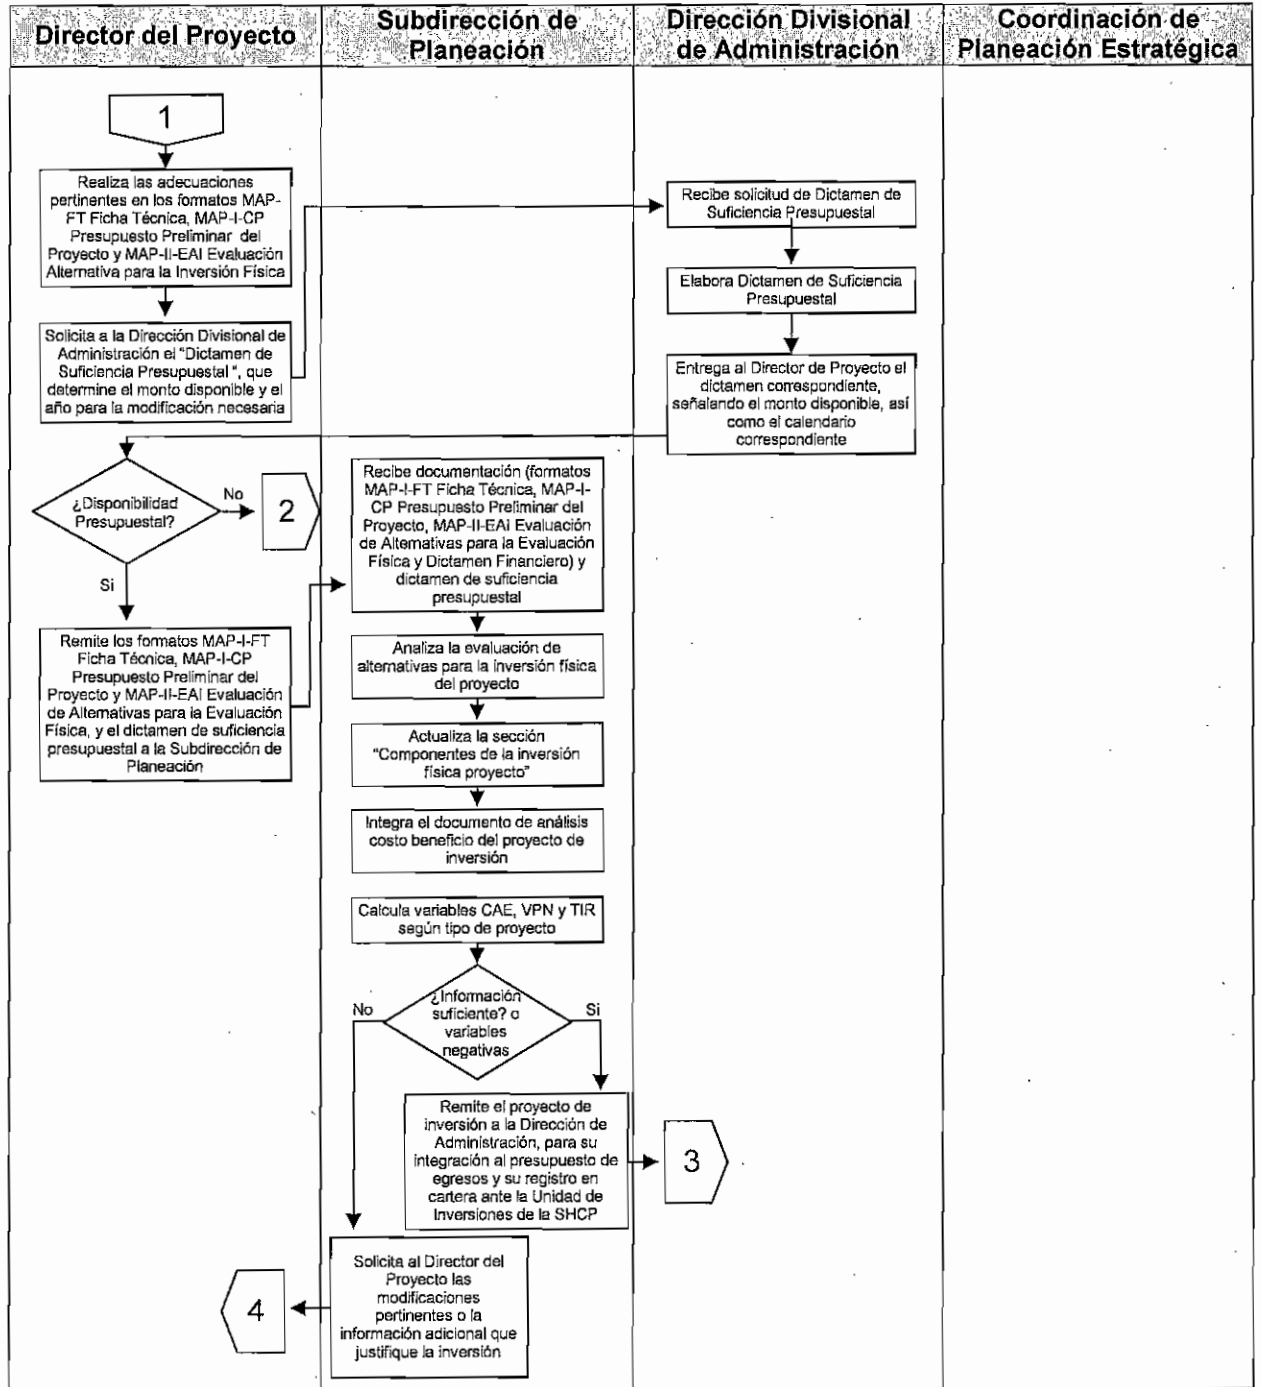 Director del Proyecto
Subdirección de
Planeación
Dirección Divisional
de Administración
Coordinación de
Planeación Estratégica
1
Realiza las adecuaciones
pertinentes en los formatos MAP-
FT Ficha Técnica, MAP-I-CP
Presupuesto Preliminar del
Proyecto y MAP-II-EAI Evaluación
Alternativa para la Inversión Física
Solicita a la Dirección Divisional de
Administración el "Dictamen de
Suficiencia Presupuestal ", que
determine el monto disponible y el
año para la modificación necesaria
Recibe solicitud de Dictamen de
Suficiencia Presupuestal
Elabora Dictamen de Suficiencia
Presupuestal
Entrega al Director de Proyecto el
dictamen correspondiente,
señalando el monto disponible, así
como el calendario
correspondiente
¿Disponibilidad
Presupuestal?
No
2
Si
Remite los formatos MAP-I-FT
Ficha Técnica, MAP-I-CP
Presupuesto Preliminar del
Proyecto y MAP-II-EAI Evaluación
de Alternativas para la Evaluación
Física, y el dictamen de suficiencia
presupuestal a la Subdirección de
Planeación
Recibe documentación (formatos
MAP-I-FT Ficha Técnica, MAP-I-
CP Presupuesto Preliminar del
Proyecto, MAP-II-EAI Evaluación
de Alternativas para la Evaluación
Física y Dictamen Financiero) y
dictamen de suficiencia
presupuestal
Analiza la evaluación de
alternativas para la inversión física
del proyecto
Actualiza la sección
"Componentes de la inversión
física proyecto"
Integra el documento de análisis
costo beneficio del proyecto de
inversión
Calcula variables CAE, VPN y TIR
según tipo de proyecto
¿Información
suficiente? o
variables
negativas
No
Si
Remite el proyecto de
inversión a la Dirección de
Administración, para su
integración al presupuesto de
egresos y su registro en
cartera ante la Unidad de
Inversiones de la SHCP
3
Solicita al Director del
Proyecto las
modificaciones
pertinentes o la
información adicional que
justifique la inversión
4